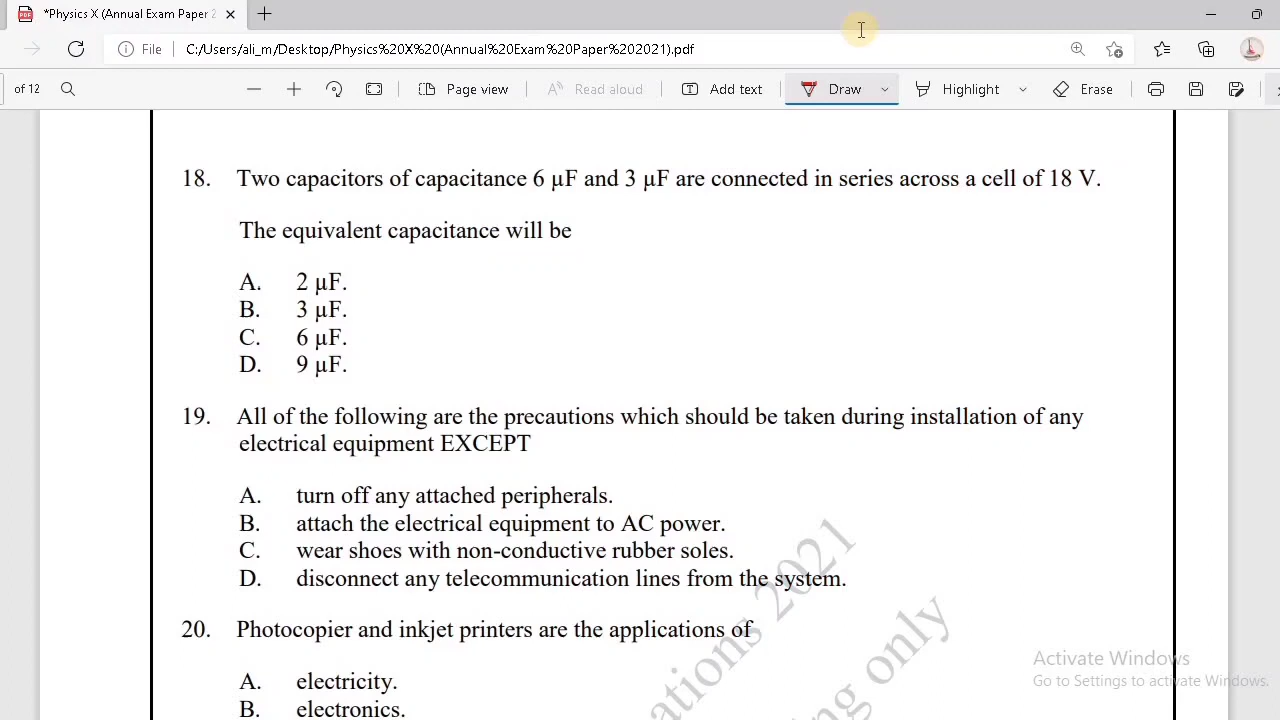 *Physics X (Annual Exam Paper 2
File
C:/Users/ali_m/Desktop/Physics%20X%20(Annual%20Exam%20Paper%202021).pdf
of 12
Page view
Read aloud
Add text
Draw
Highlight
Erase
18. Two capacitors of capacitance 6 µF and 3 µF are connected in series across a cell of 18 V.
The equivalent capacitance will be
A. 2 µF.
B. 3 µF.
C. 6 µF.
D. 9 µF.
19. All of the following are the precautions which should be taken during installation of any
electrical equipment EXCEPT
A. turn off any attached peripherals.
B. attach the electrical equipment to AC power.
C. wear shoes with non-conductive rubber soles.
D. disconnect any telecommunication lines from the system.
20. Photocopier and inkjet printers are the applications of
A. electricity.
B. electronics.
ations 2021
ng only
Activate Windows
Go to Settings to activate Windows.